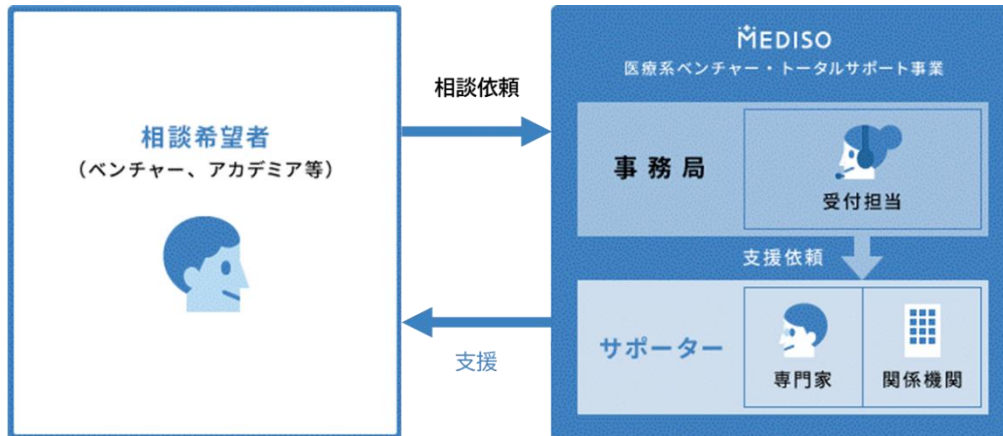 相談希望者
（ベンチャー、アカデミア等）
相談依頼
支援
MEDISO
医療系ベンチャー・トータルサポート事業
事務局
受付担当
支援依頼
サポーター
専門家
関係機関